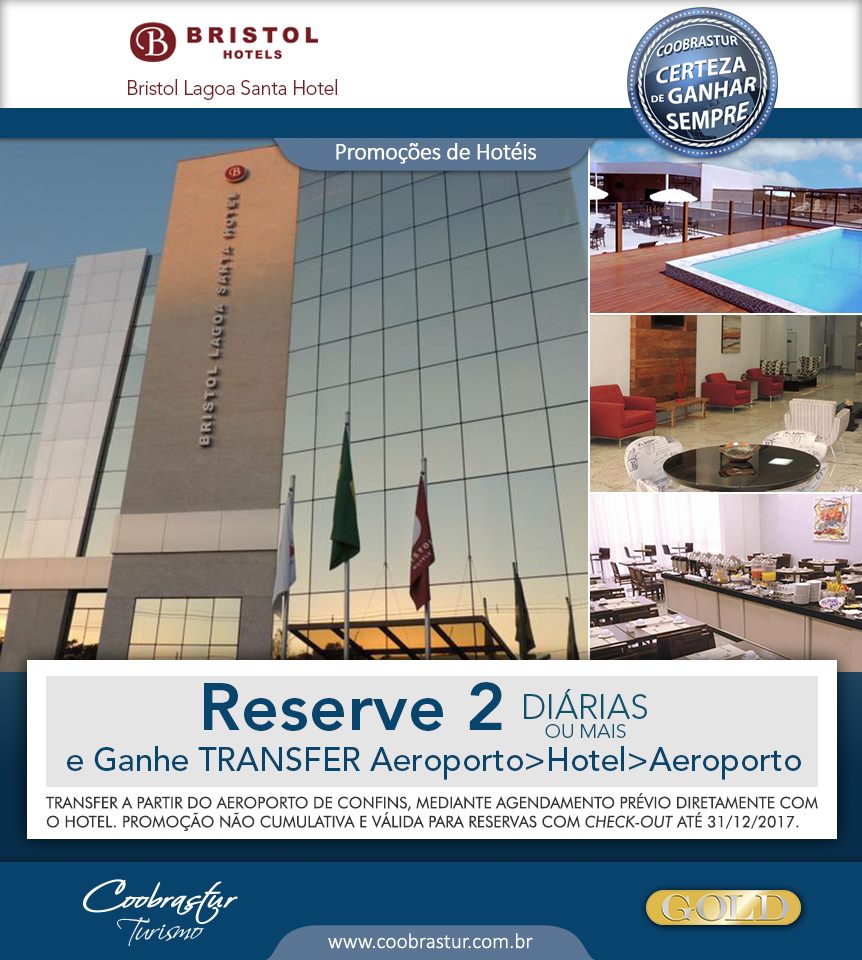 B BRISTOL
HOTELS
Bristol Lagoa Santa Hotel
COOBRASTUR
CERTEZA
DE GANHAR
SEMPRE
Promoções de Hotéis
B
BRISTOL LAGOA SANTA HOTEL
BRISTOL
HOTELS
Reserve 2 DIÁRIAS
OU MAIS
e Ganhe TRANSFER Aeroporto>Hotel>Aeroporto
TRANSFER A PARTIR DO AEROPORTO DE CONFINS, MEDIANTE AGENDAMENTO PRÉVIO DIRETAMENTE COM
O HOTEL. PROMOÇÃO NÃO CUMULATIVA E VÁLIDA PARA RESERVAS COM CHECK-OUT ATÉ 31/12/2017.
Coobrastur
Turismo
GOLD
www.coobrastur.com.br